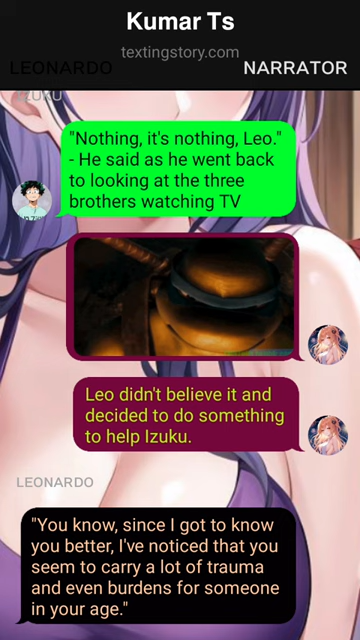 Kumar Ts
textingstory.com
LEONARDO
NARRATOR
IZUKU
"Nothing, it's nothing, Leo."
- He said as he went back
to looking at the three
brothers watching TV
Leo didn't believe it and
decided to do something
to help Izuku.
LEONARDO
"You know, since I got to know
you better, I've noticed that you
seem to carry a lot of trauma
and even burdens for someone
in your age."